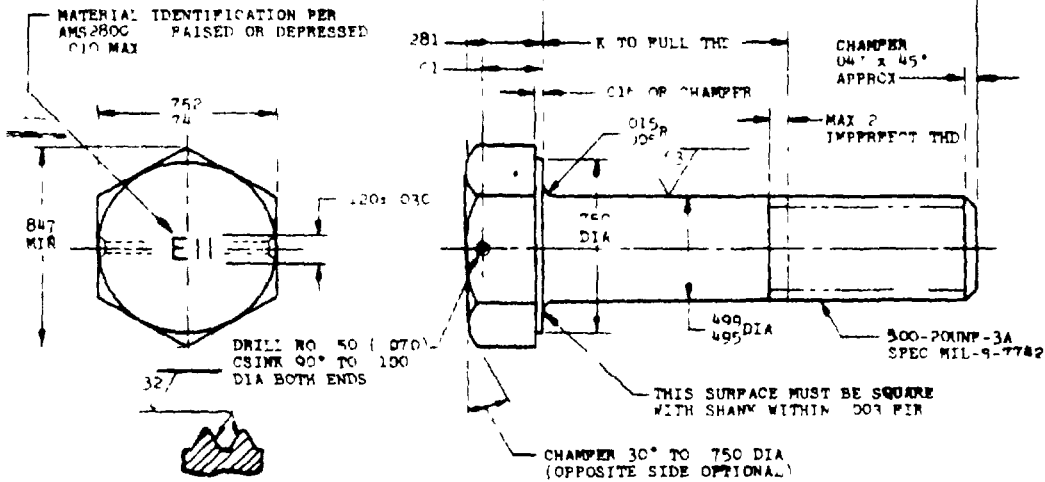 MATERIAL IDENTIFICATION PER
AMS2800 RAISED OR DEPRESSED
010 MAX
752
74
847
MIN
E11
120± 030
DRILL NO 50 ( 070)
CSINK 90° TO 100
DIA BOTH ENDS
32
281
K TO FULL THD
015 OR CHAMFER
015
005 R
750
DIA
499
495 DIA
CHAMFER
047 x 45°
APPROX
MAX 2
IMPERFECT THD
500-20UNF-3A
SPEC MIL-S-7742
THIS SURFACE MUST BE SQUARE
WITH SHANK WITHIN 003 FIR
CHAMFER 30° TO 750 DIA
(OPPOSITE SIDE OPTIONAL)